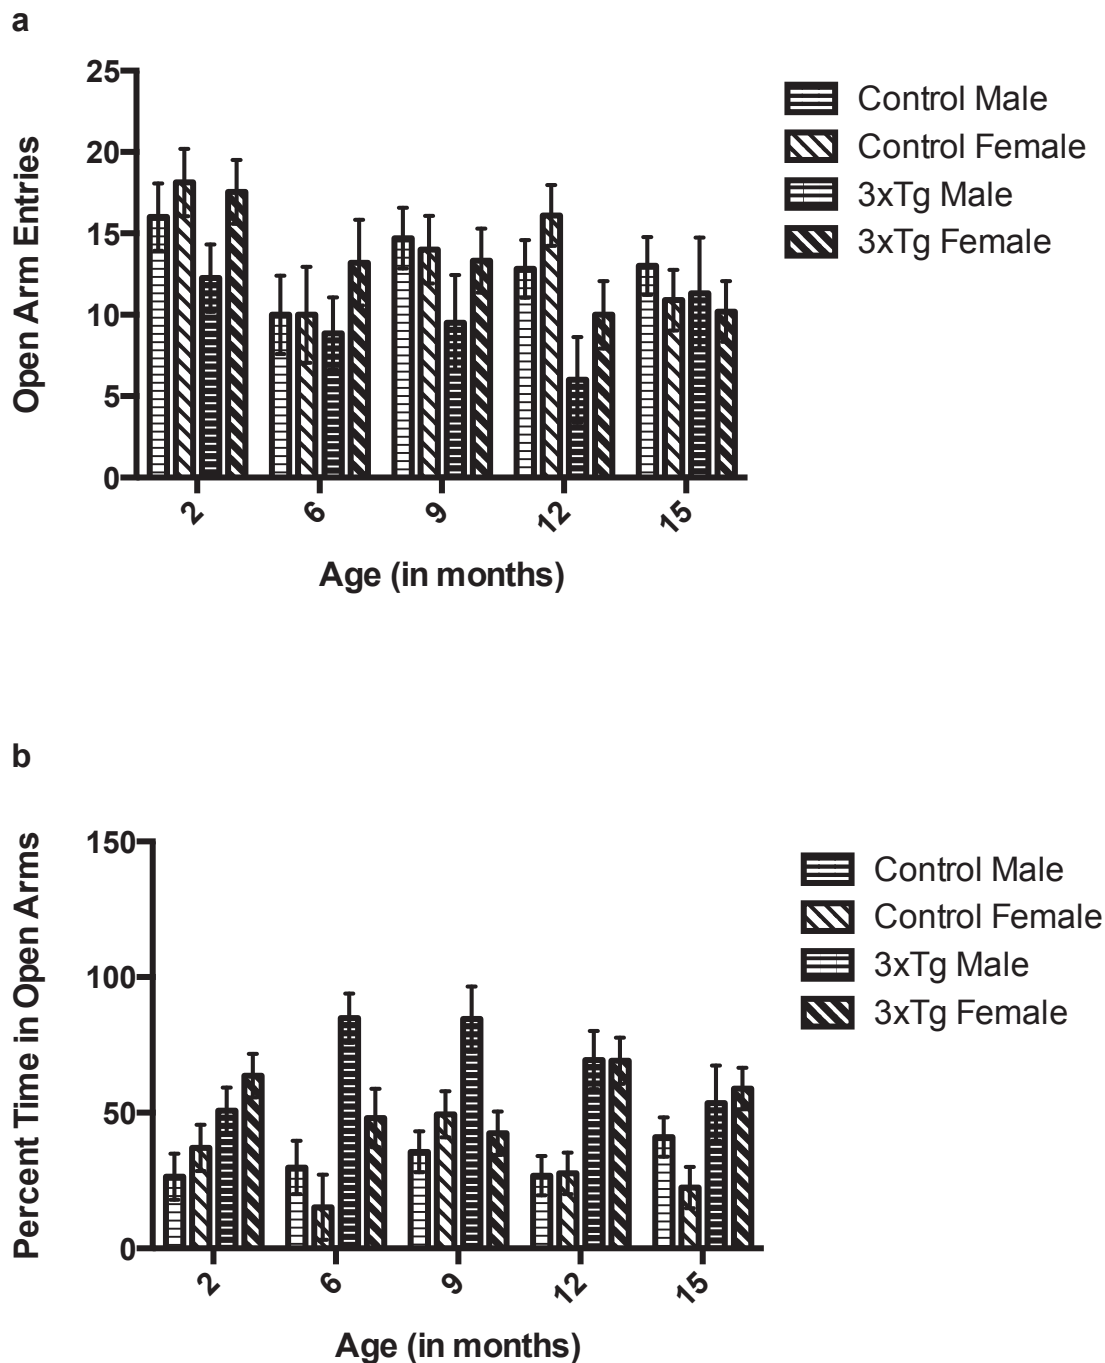 a
25
20
15
10
5
0
Open Arm Entries
2 6 9 12 15
Age (in months)
Control Male
Control Female
3xTg Male
3xTg Female
b
150
100
50
0
Percent Time in Open Arms
2 6 9 12 15
Age (in months)
Control Male
Control Female
3xTg Male
3xTg Female